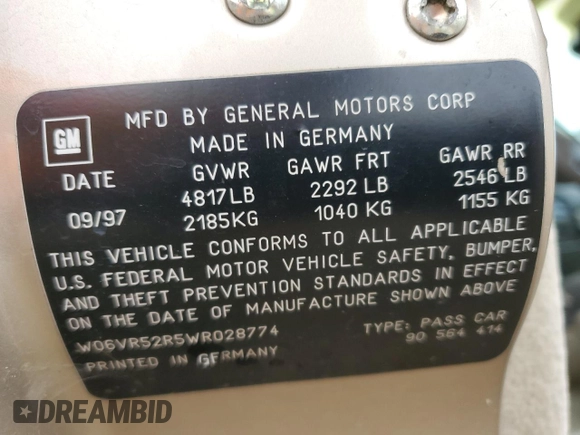 GM
MFD BY GENERAL MOTORS CORP
MADE IN GERMANY
DATE GVWR GAWR FRT GAWR RR
4817LB 2292 LB 2546 LB
09/97 2185KG 1040 KG 1155 KG
THIS VEHICLE CONFORMS TO ALL APPLICABLE
U.S. FEDERAL MOTOR VEHICLE SAFETY, BUMPER,
AND THEFT PREVENTION STANDARDS IN EFFECT
ON THE DATE OF MANUFACTURE SHOWN ABOVE
W06VR52R5WR028774 TYPE: PASS CAR
PRINTED IN GERMANY 90 564 414
DREAMBID